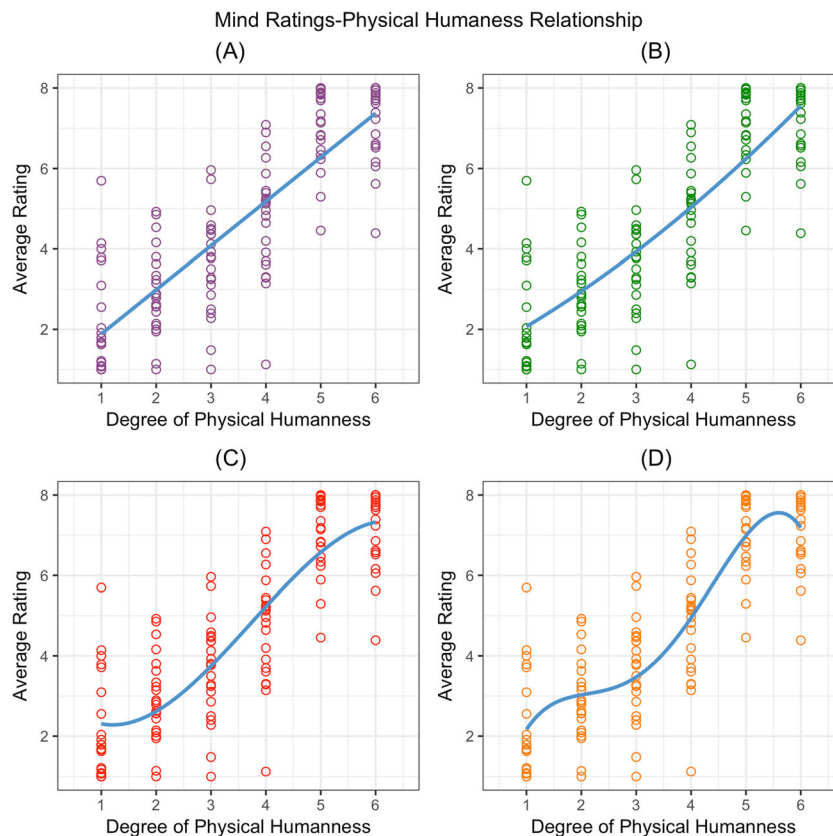 Mind Ratings-Physical Humaness Relationship
(A)
(B)
8
6
4
2
Average Rating
1 2 3 4 5 6
Degree of Physical Humanness
8
6
4
2
Average Rating
1 2 3 4 5 6
Degree of Physical Humanness
(C)
(D)
8
6
4
2
Average Rating
1 2 3 4 5 6
Degree of Physical Humanness
8
6
4
2
Average Rating
1 2 3 4 5 6
Degree of Physical Humanness